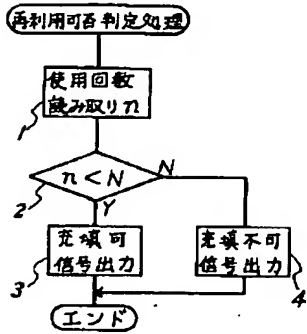 再利用可否判定処理
使用回数
読み取りn
1
n<N
N
2
Y
充填可
信号出力
3
充填不可
信号出力
4
エンド